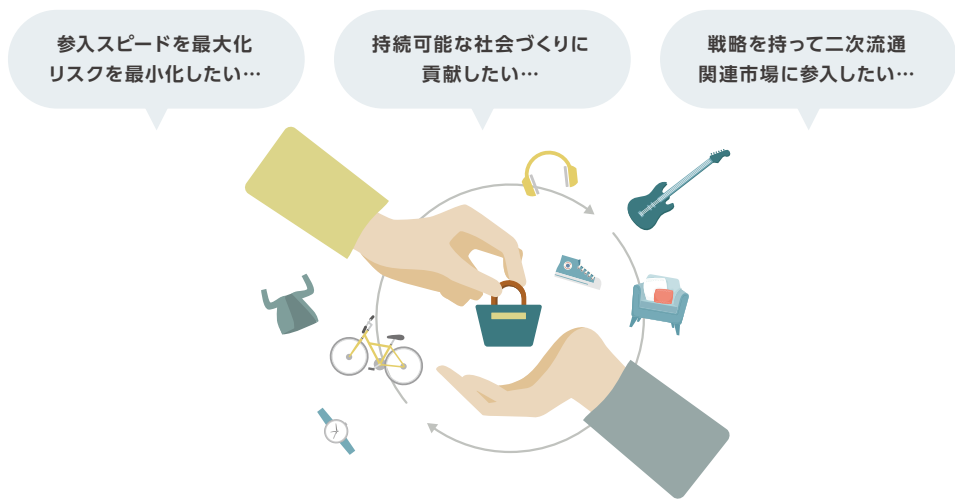 参入スピードを最大化
リスクを最小化したい…
持続可能な社会づくりに
貢献したい…
戦略を持って二次流通
関連市場に参入したい…